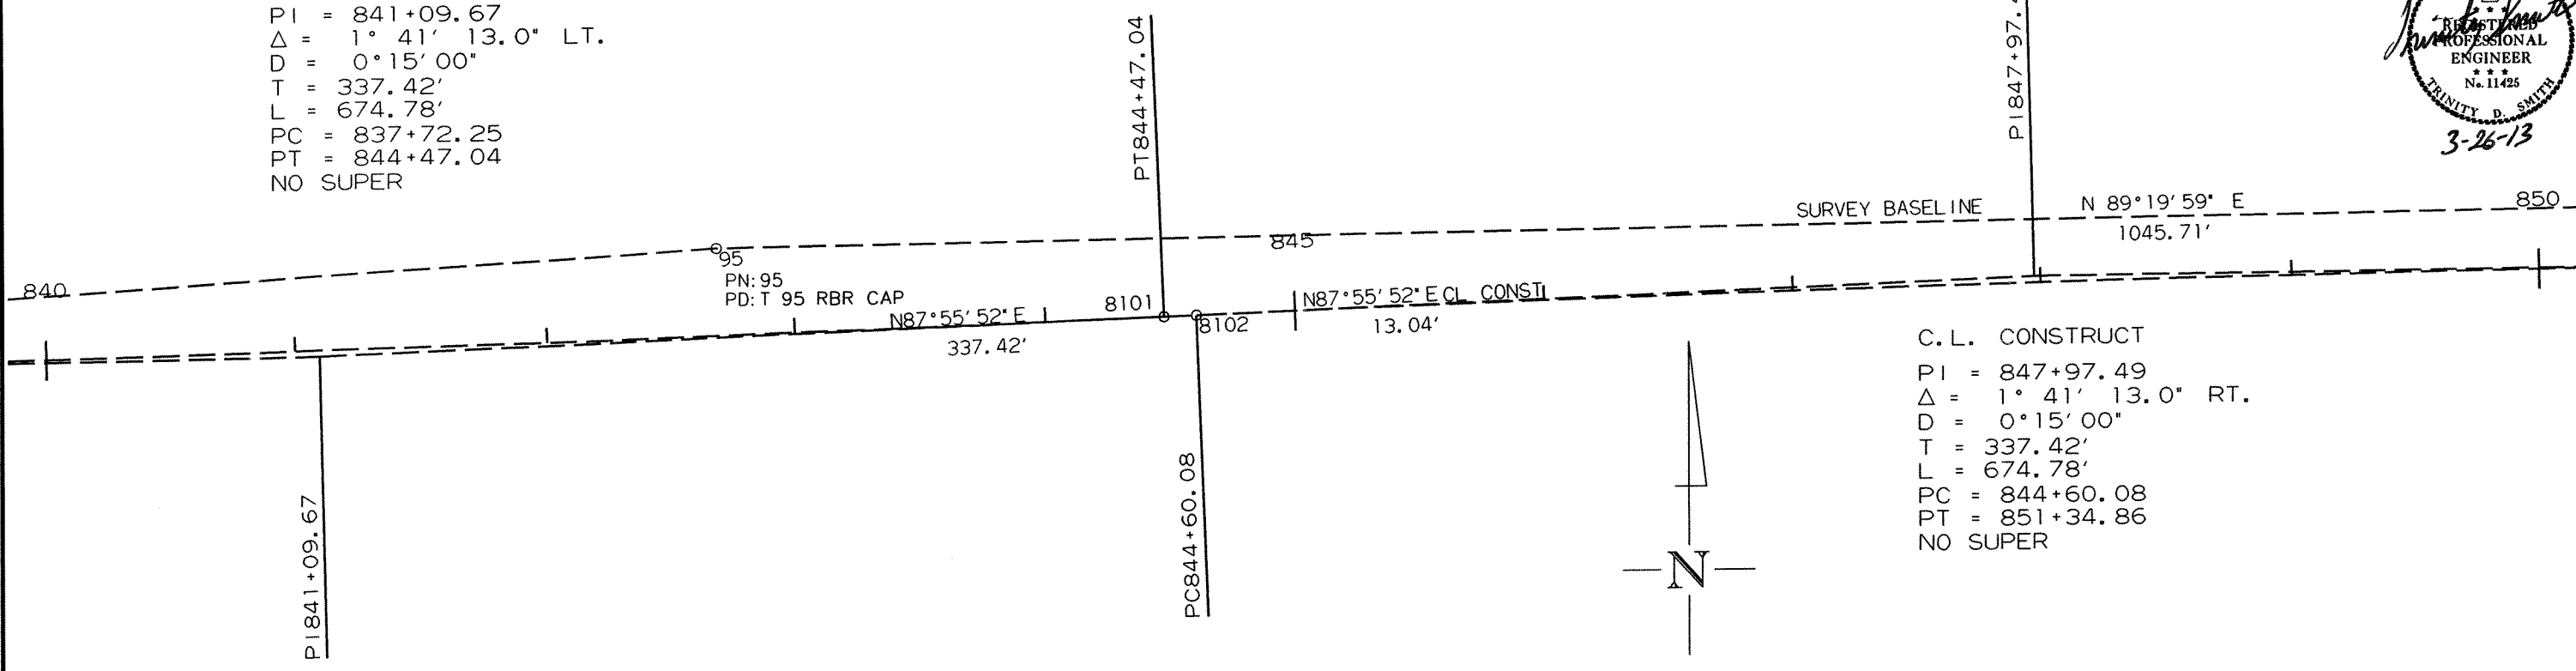 PI = 841+09.67
Δ = 1° 41' 13.0" LT.
D = 0°15'00"
T = 337.42'
L = 674.78'
PC = 837+72.25
PT = 844+47.04
NO SUPER
PT844+47.04
PI847+97.4
REGISTERED
PROFESSIONAL
ENGINEER
★ ★ ★
No. 11425
TRINITY D. SMITH
3-26-13
SURVEY BASELINE
N 89°19'59" E
1045.71'
850
845
840
95
PN:95
PD:T 95 RBR CAP
N87°55'52"E
337.42'
8101
8102
N87°55'52"E CL CONST
13.04'
C.L. CONSTRUCT
PI = 847+97.49
Δ = 1° 41' 13.0" RT.
D = 0°15'00"
T = 337.42'
L = 674.78'
PC = 844+60.08
PT = 851+34.86
NO SUPER
PI841+09.67
PC844+60.08
N